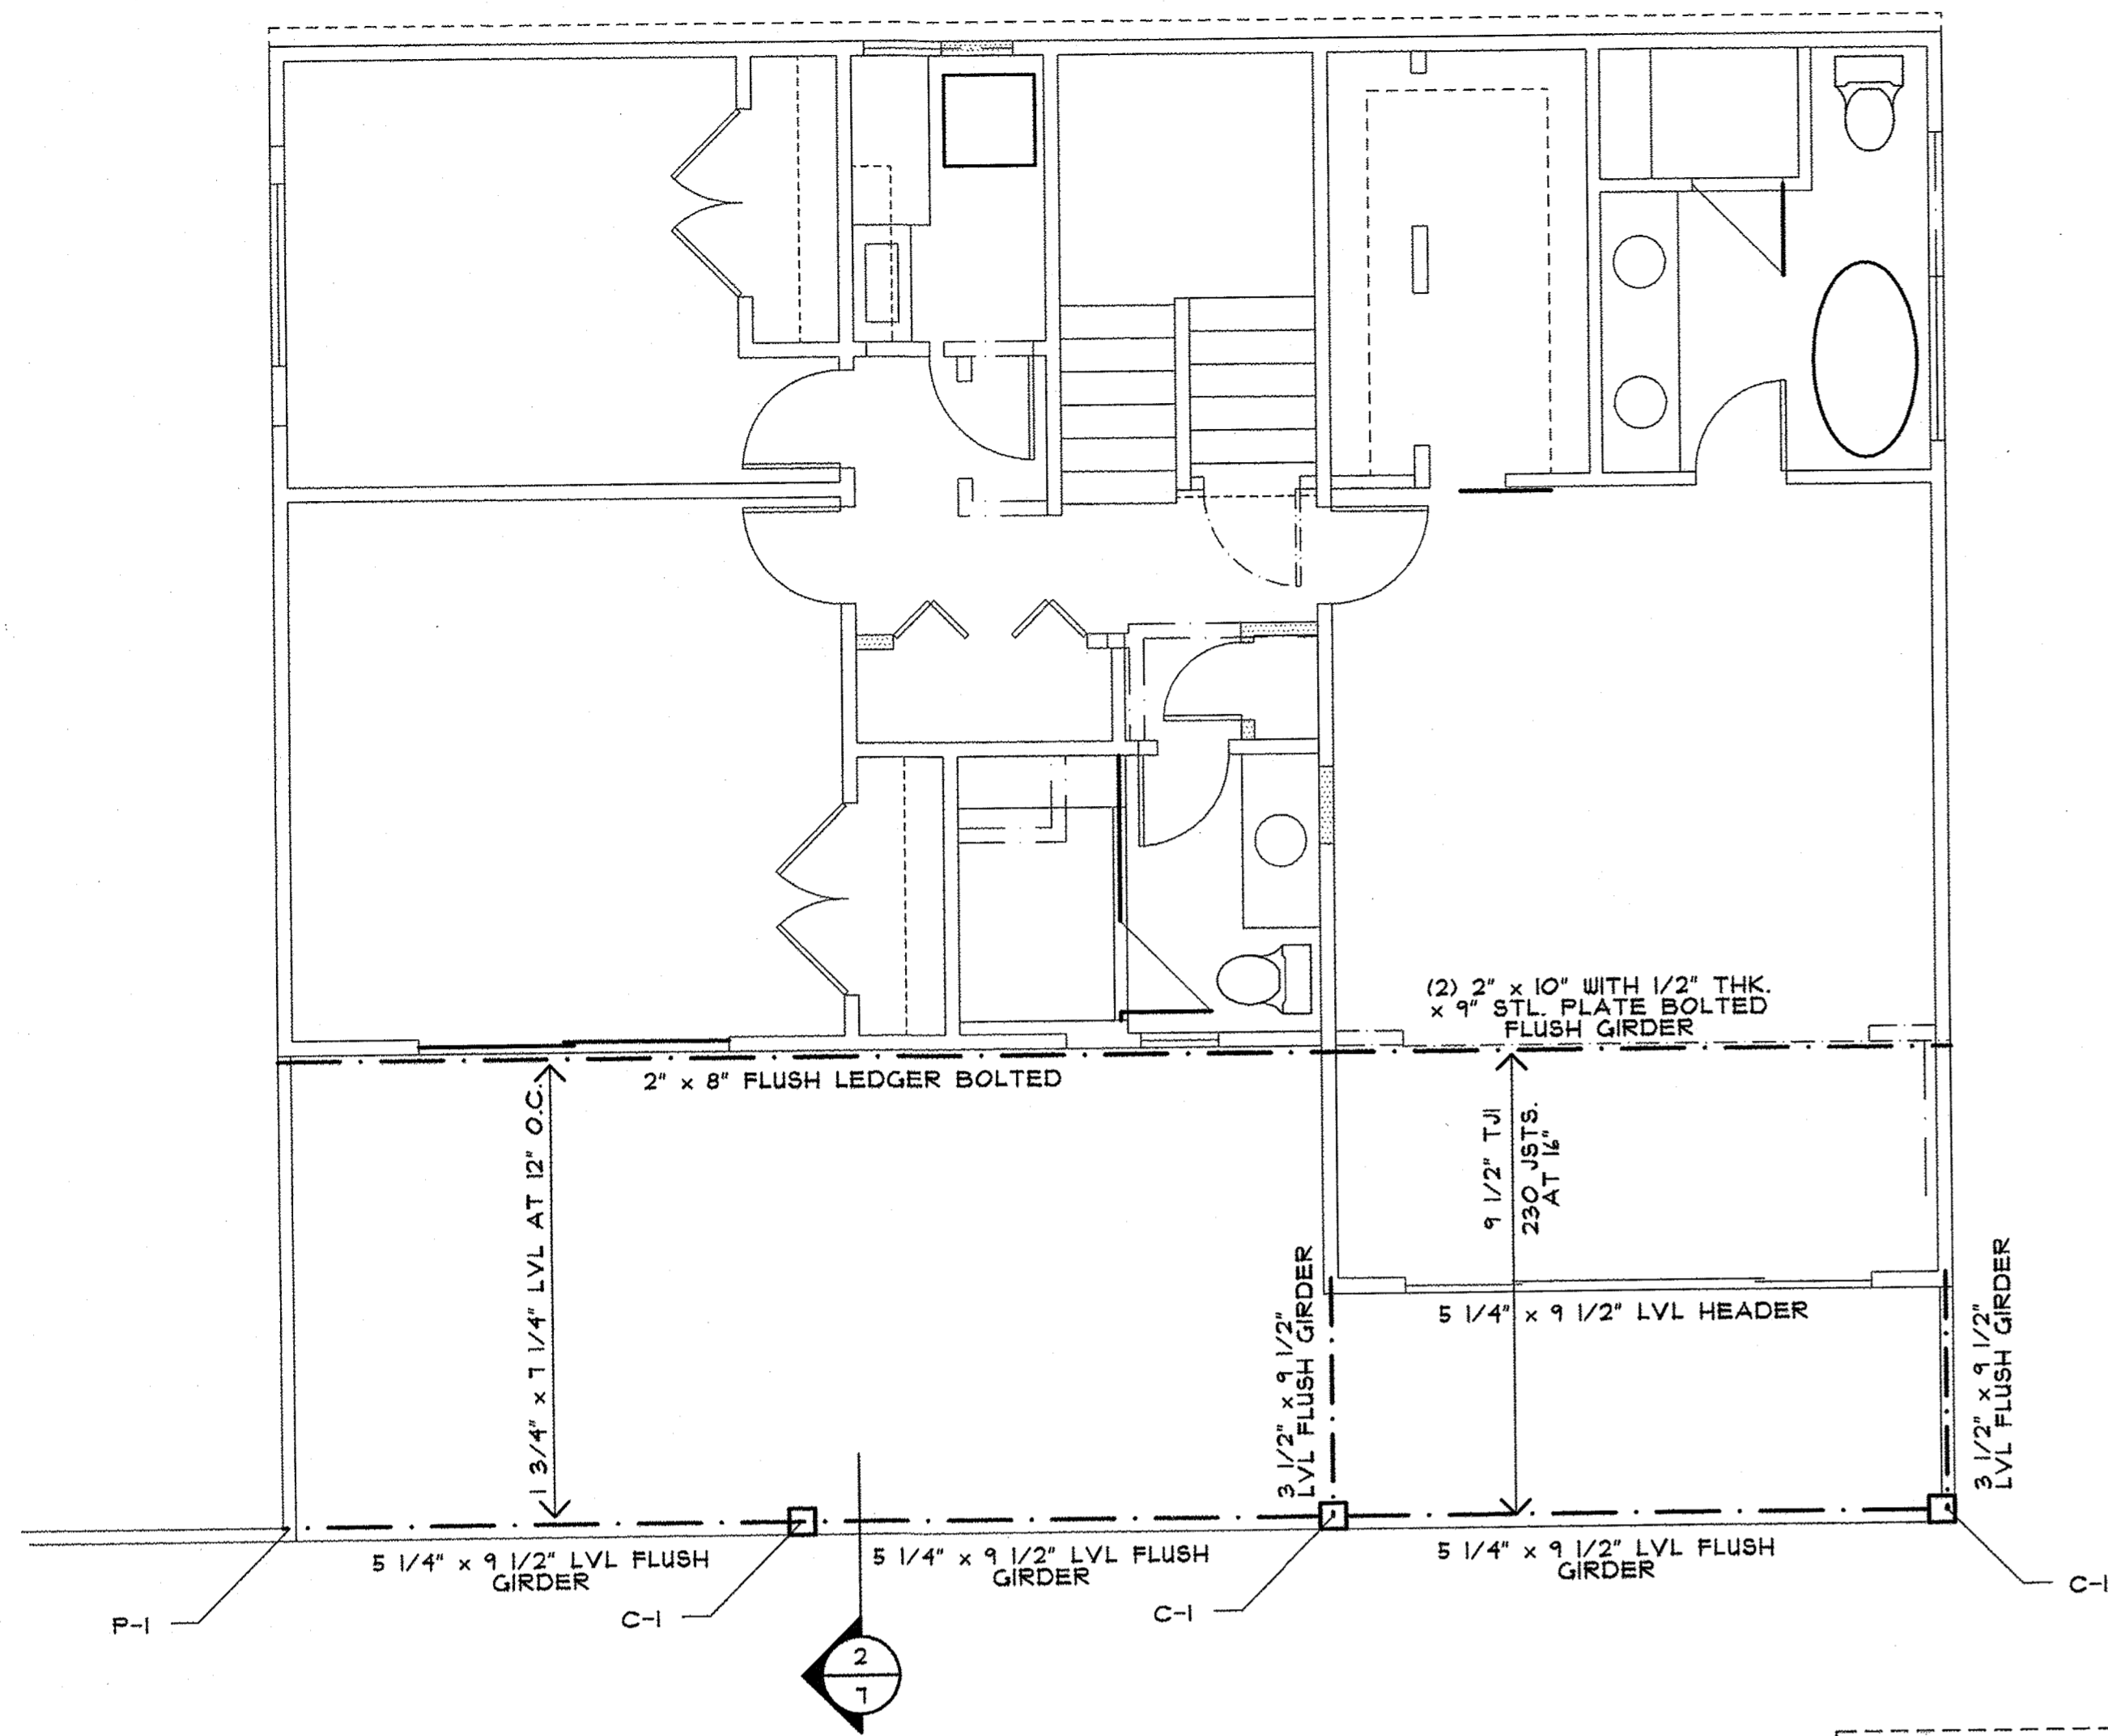 (2) 2" x 10" WITH 1/2" THK.
x 9" STL. PLATE BOLTED
FLUSH GIRDER
2" x 8" FLUSH LEDGER BOLTED
1 3/4" x 7 1/4" LVL AT 12" O.C.
9 1/2" TJI
230 JSTS.
AT 16"
3 1/2" x 9 1/2"
LVL FLUSH GIRDER
5 1/4" x 9 1/2" LVL HEADER
3 1/2" x 9 1/2"
LVL FLUSH GIRDER
5 1/4" x 9 1/2" LVL FLUSH
GIRDER
5 1/4" x 9 1/2" LVL FLUSH
GIRDER
5 1/4" x 9 1/2" LVL FLUSH
GIRDER
P-1
C-1
C-1
C-1
2
7